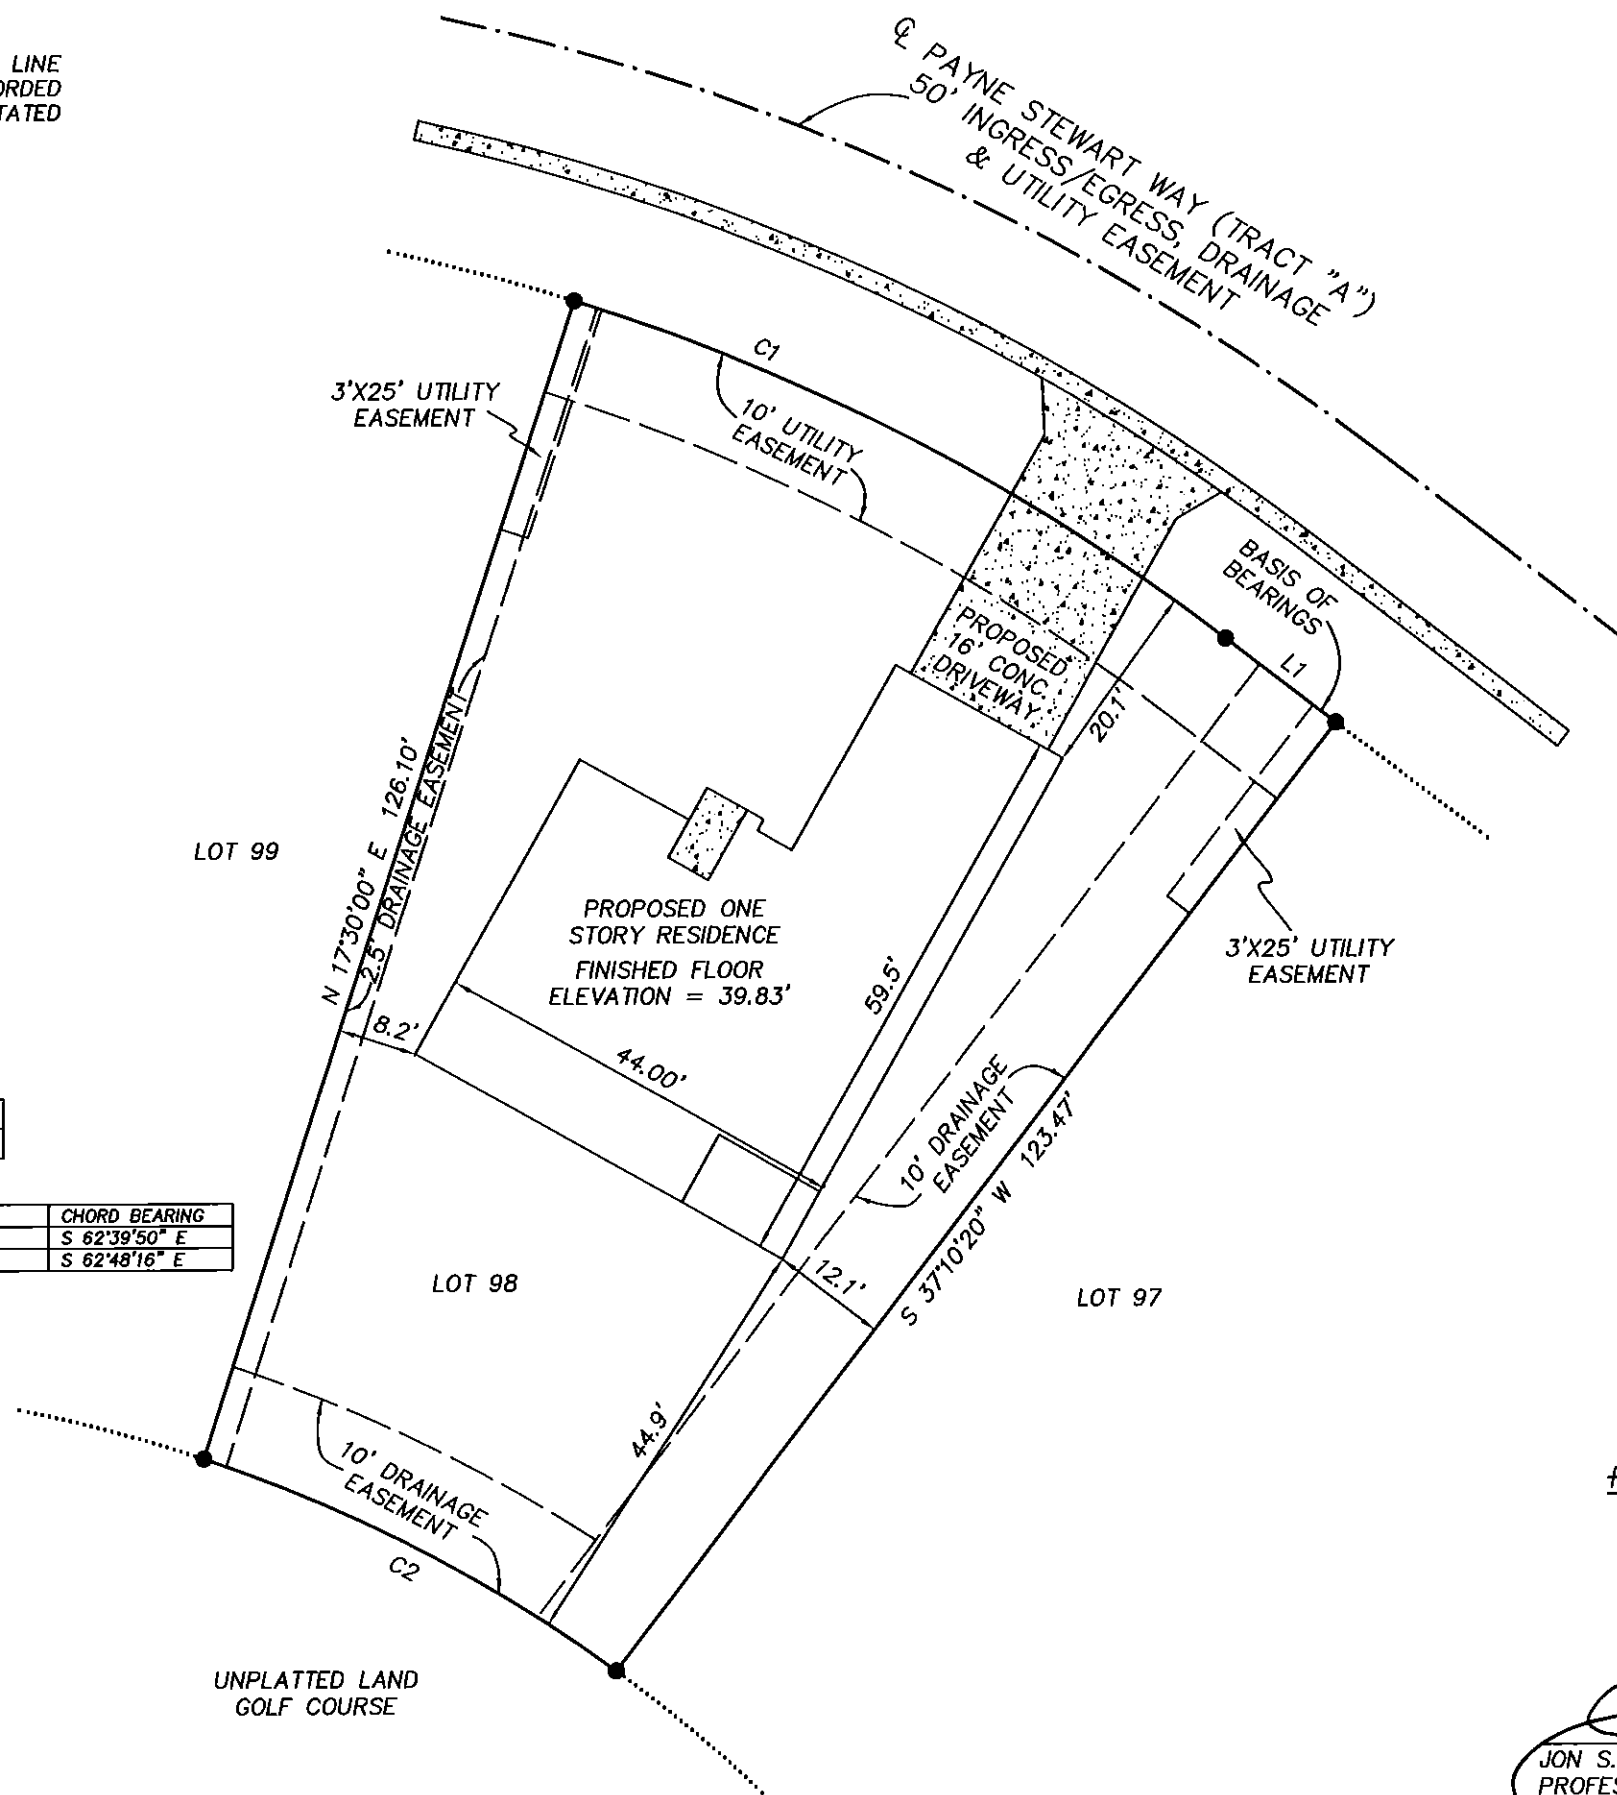 LINE
ORDED
TATED
℄ PAYNE STEWART WAY (TRACT "A")
50' INGRESS/EGRESS, DRAINAGE
& UTILITY EASEMENT
C1
3'X25' UTILITY
EASEMENT
10' UTILITY
EASEMENT
BASIS OF
BEARINGS
L1
PROPOSED
16' CONC.
DRIVEWAY
20.1'
N 17°30'00" E 126.10'
2.5' DRAINAGE EASEMENT
LOT 99
PROPOSED ONE
STORY RESIDENCE
FINISHED FLOOR
ELEVATION = 39.83'
59.5'
3'X25' UTILITY
EASEMENT
8.2'
44.00'
10' DRAINAGE
EASEMENT
S 37°10'20" W 123.47'
CHORD BEARING
S 62°39'50" E
S 62°48'16" E
LOT 98
12.1'
LOT 97
44.9'
10' DRAINAGE
EASEMENT
C2
UNPLATTED LAND
GOLF COURSE
JON S.
PROFES